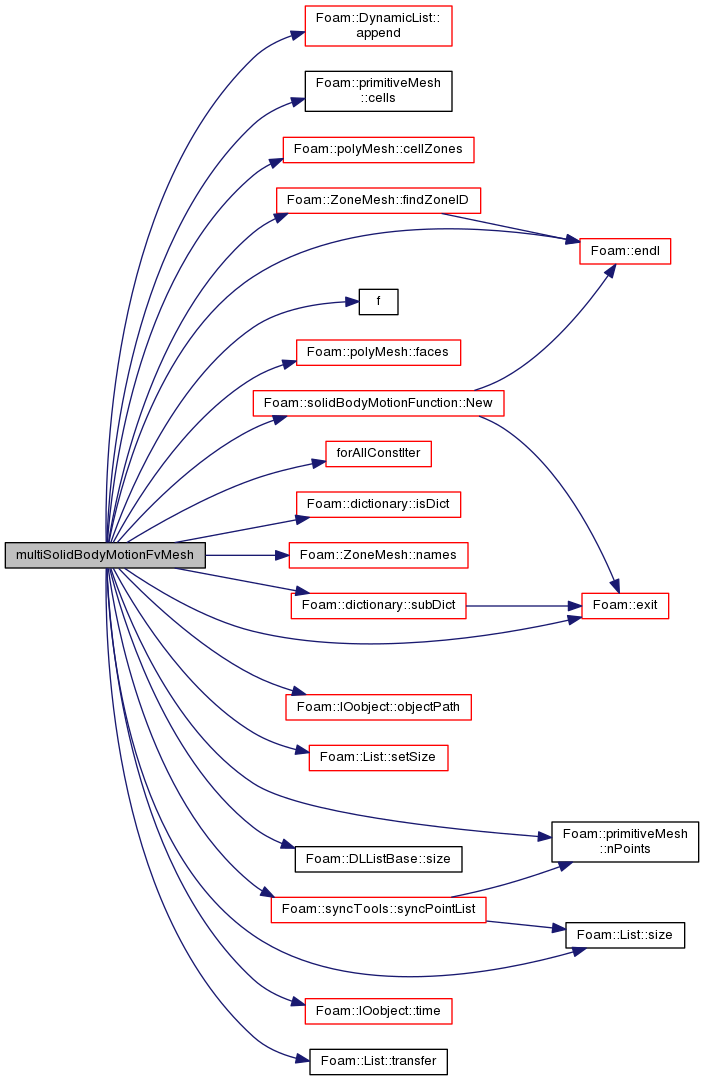 Foam::DynamicList::
append
Foam::primitiveMesh
::cells
Foam::polyMesh::cellZones
Foam::ZoneMesh::findZoneID
Foam::endl
f
Foam::polyMesh::faces
Foam::solidBodyMotionFunction::New
forAllConstIter
Foam::dictionary::isDict
multiSolidBodyMotionFvMesh
Foam::ZoneMesh::names
Foam::dictionary::subDict
Foam::exit
Foam::IOobject::objectPath
Foam::List::setSize
Foam::primitiveMesh
::nPoints
Foam::DLListBase::size
Foam::syncTools::syncPointList
Foam::List::size
Foam::IOobject::time
Foam::List::transfer